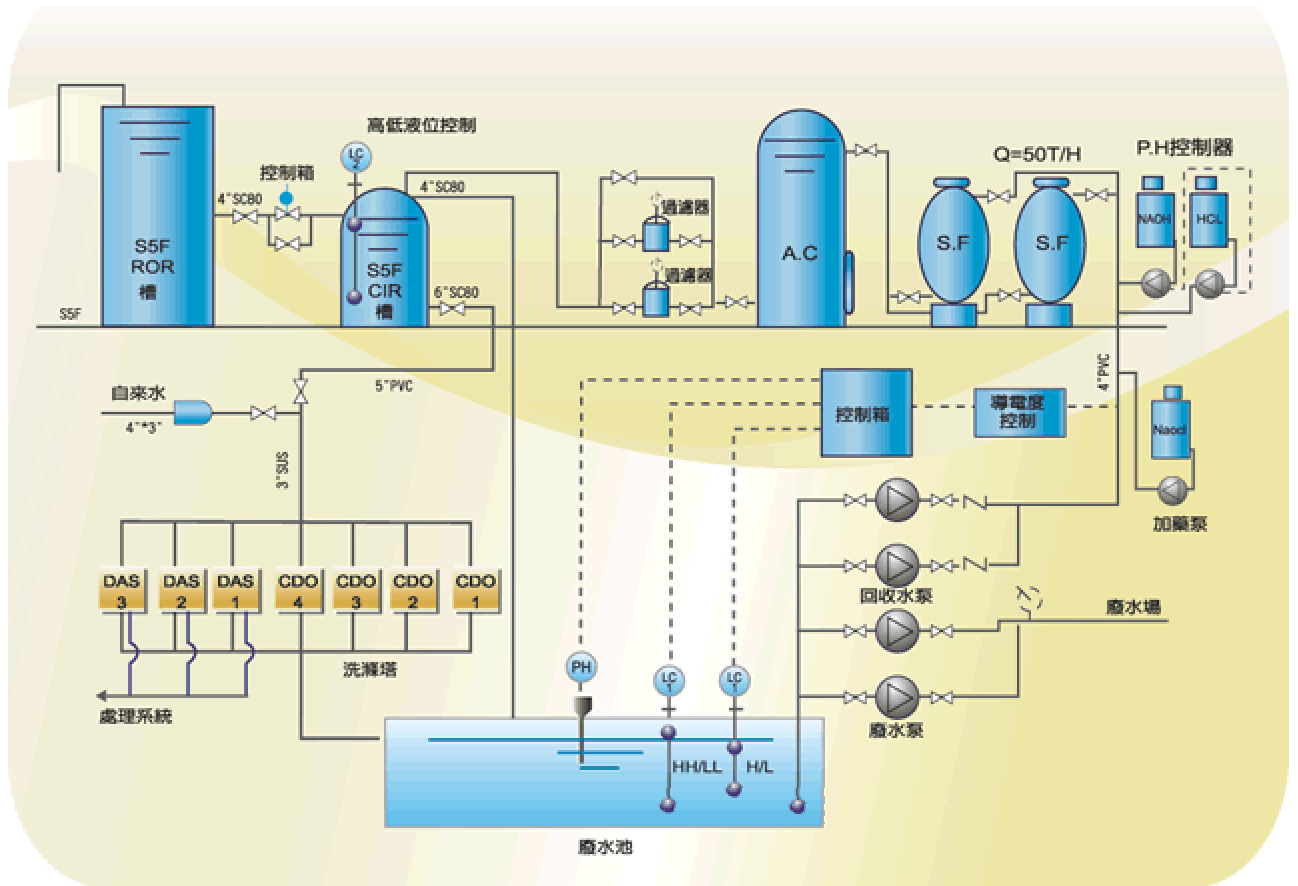 高低液位控制
LC
2
控制箱
Q=50T/H
P.H控制器
4"SC80
4"SC80
過濾器
過濾器
NAOH
HCL
S5F
ROR
槽
S5F
CIR
槽
A.C
S.F
S.F
6"SC80
S5F
5"PVC
4"PVC
自來水
4"*3"
3"SUS
控制箱
導電度
控制
Naocl
加藥泵
DAS
3
DAS
2
DAS
1
CDO
4
CDO
3
CDO
2
CDO
1
回收水泵
廢水場
洗滌塔
PH
LC
1
LC
1
處理系統
廢水泵
HH/LL
H/L
廢水池